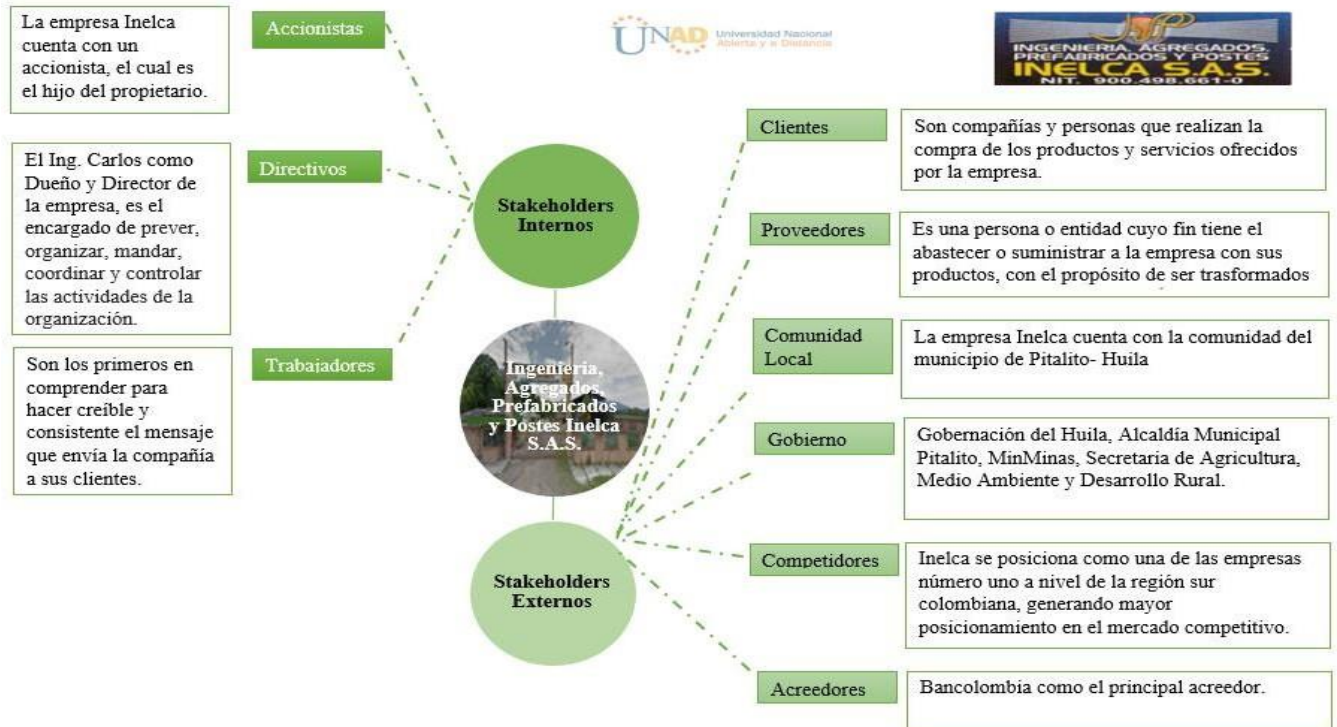 La empresa Inelca
cuenta con un
accionista, el cual es
el hijo del propietario.
Accionistas
UNAD Universidad Nacional
Abierta y a Distancia
INGENIERIA, AGREGADOS,
PREFABRICADOS Y POSTES
INELCA S.A.S.
NIT. 900.498.661-0
El Ing. Carlos como
Dueño y Director de
la empresa, es el
encargado de prever,
organizar, mandar,
coordinar y controlar
las actividades de la
organización.
Directivos
Son los primeros en
comprender para
hacer creíble y
consistente el mensaje
que envía la compañía
a sus clientes.
Trabajadores
Stakeholders
Internos
Ingenieria,
Agregados,
Prefabricados
y Postes Inelca
S.A.S.
Stakeholders
Externos
Clientes
Son compañías y personas que realizan la
compra de los productos y servicios ofrecidos
por la empresa.
Proveedores
Es una persona o entidad cuyo fin tiene el
abastecer o suministrar a la empresa con sus
productos, con el propósito de ser trasformados
Comunidad
Local
La empresa Inelca cuenta con la comunidad del
municipio de Pitalito- Huila
Gobierno
Gobernación del Huila, Alcaldía Municipal
Pitalito, MinMinas, Secretaria de Agricultura,
Medio Ambiente y Desarrollo Rural.
Competidores
Inelca se posiciona como una de las empresas
número uno a nivel de la región sur
colombiana, generando mayor
posicionamiento en el mercado competitivo.
Acreedores
Bancolombia como el principal acreedor.